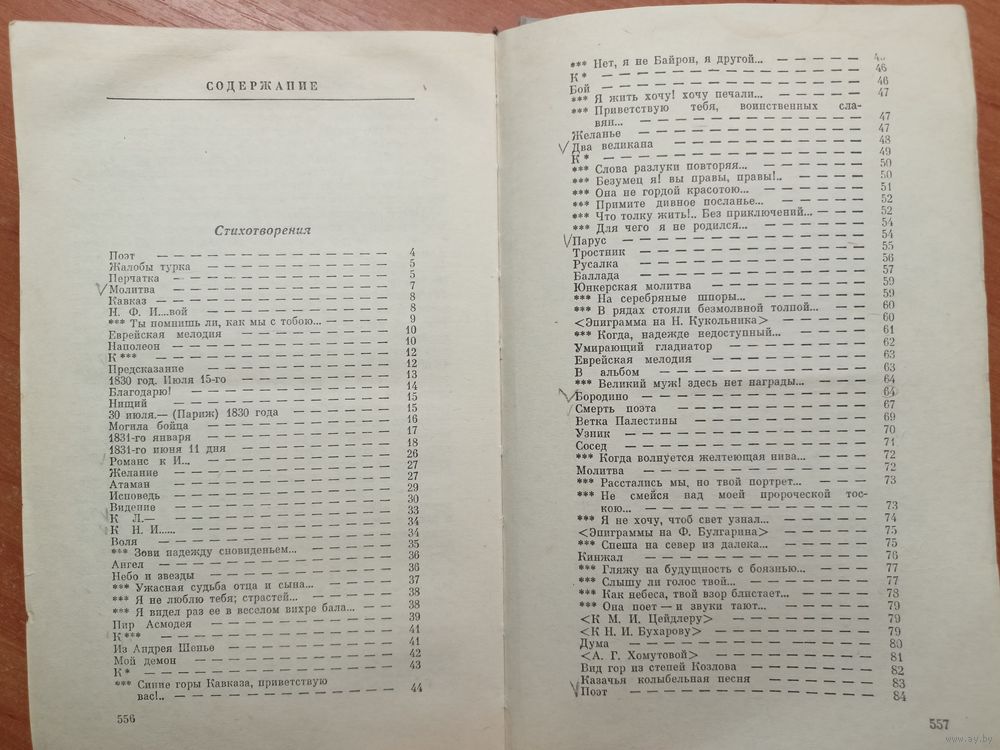 СОДЕРЖАНИЕ
Стихотворения
Поэт — — — — — — — — — — — 4
Жалобы турка — — — — — — — — — 5
Перчатка — — — — — — — — — — 5
Молитва — — — — — — — — — — 7
Кавказ — — — — — — — — — — 8
Н. Ф. И....вой — — — — — — — — — 8
*** Ты помнишь ли, как мы с тобою... — — — 9
Еврейская мелодия — — — — — — — 10
Наполеон — — — — — — — — — — 10
К*** — — — — — — — — — — — 12
Предсказание — — — — — — — — — 12
1830 год. Июля 15-го — — — — — — — 13
Благодарю! — — — — — — — — — 14
Нищий — — — — — — — — — — 15
30 июля.— (Париж) 1830 года — — — — — 15
Могила бойца — — — — — — — — — 16
1831-го января — — — — — — — — — 17
1831-го июня 11 дня — — — — — — — 18
Романс к И... — — — — — — — — — 26
Желание — — — — — — — — — — 27
Атаман — — — — — — — — — — 27
Исповедь — — — — — — — — — — 29
Видение — — — — — — — — — — 30
К Л.— — — — — — — — — — — 33
К Н. И..... — — — — — — — — — 34
Воля — — — — — — — — — — — 34
*** Зови надежду сновиденьем... — — — — 35
Ангел — — — — — — — — — — — 36
Небо и звезды — — — — — — — — 36
*** Ужасная судьба отца и сына... — — — — 37
*** Я не люблю тебя; страстей... — — — — 38
*** Я видел раз ее в веселом вихре бала... — — 38
Пир Асмодея — — — — — — — — 39
К*** — — — — — — — — — — — 41
Из Андрея Шенье — — — — — — — 41
Мой демон — — — — — — — — — 42
К* — — — — — — — — — — — 43
*** Синие горы Кавказа, приветствую
вас!.. — — — — — — — — — — 44
556
*** Нет, я не Байрон, я другой... — — — — — 45
К* — — — — — — — — — — — 46
Бой — — — — — — — — — — — 46
*** Я жить хочу! хочу печали... — — — — — 47
*** Приветствую тебя, воинственных сла-
вян... — — — — — — — — — — 47
Желанье — — — — — — — — — — 47
Два великана — — — — — — — — — 48
К* — — — — — — — — — — — 49
*** Слова разлуки повторяя... — — — — — 50
*** Безумец я! вы правы, правы!.. — — — — 50
*** Она не гордой красотою... — — — — — 51
*** Примите дивное посланье... — — — — — 52
*** Что толку жить!.. Без приключений... — — — 52
*** Для чего я не родился... — — — — — 54
Парус — — — — — — — — — — — 54
Тростник — — — — — — — — — — 55
Русалка — — — — — — — — — — 56
Баллада — — — — — — — — — — 57
Юнкерская молитва — — — — — — — 59
*** На серебряные шпоры... — — — — — 59
*** В рядах стояли безмолвной толпой... — — — 60
<Эпиграмма на Н. Кукольника> — — — — 60
*** Когда, надежде недоступный... — — — — 61
Умирающий гладиатор — — — — — — — 62
Еврейская мелодия — — — — — — — 63
В альбом — — — — — — — — — — 63
*** Великий муж! здесь нет награды... — — — — 64
Бородино — — — — — — — — — — 64
Смерть поэта — — — — — — — — — 67
Ветка Палестины — — — — — — — — 69
Узник — — — — — — — — — — — 70
Сосед — — — — — — — — — — — 71
*** Когда волнуется желтеющая нива... — — — 72
Молитва — — — — — — — — — — 72
*** Расстались мы, но твой портрет... — — — — 73
*** Не смейся над моей пророческой тос-
кою... — — — — — — — — — — 73
*** Я не хочу, чтоб свет узнал... — — — — — 74
<Эпиграммы на Ф. Булгарина> — — — — — 75
*** Спеша на север из далека... — — — — — 75
Кинжал — — — — — — — — — — 76
*** Гляжу на будущность с боязнью... — — — — 77
*** Слышу ли голос твой... — — — — — — 77
*** Как небеса, твой взор блистает... — — — — 78
*** Она поет — и звуки тают... — — — — — 79
<К М. И. Цейдлеру> — — — — — — — 79
<К Н. И. Бухарову> — — — — — — — 79
Дума — — — — — — — — — — — 80
<А. Г. Хомутовой> — — — — — — — 81
Вид гор из степей Козлова — — — — — — 82
Казачья колыбельная песня — — — — — — 83
Поэт — — — — — — — — — — — 84
557
www.ay.by